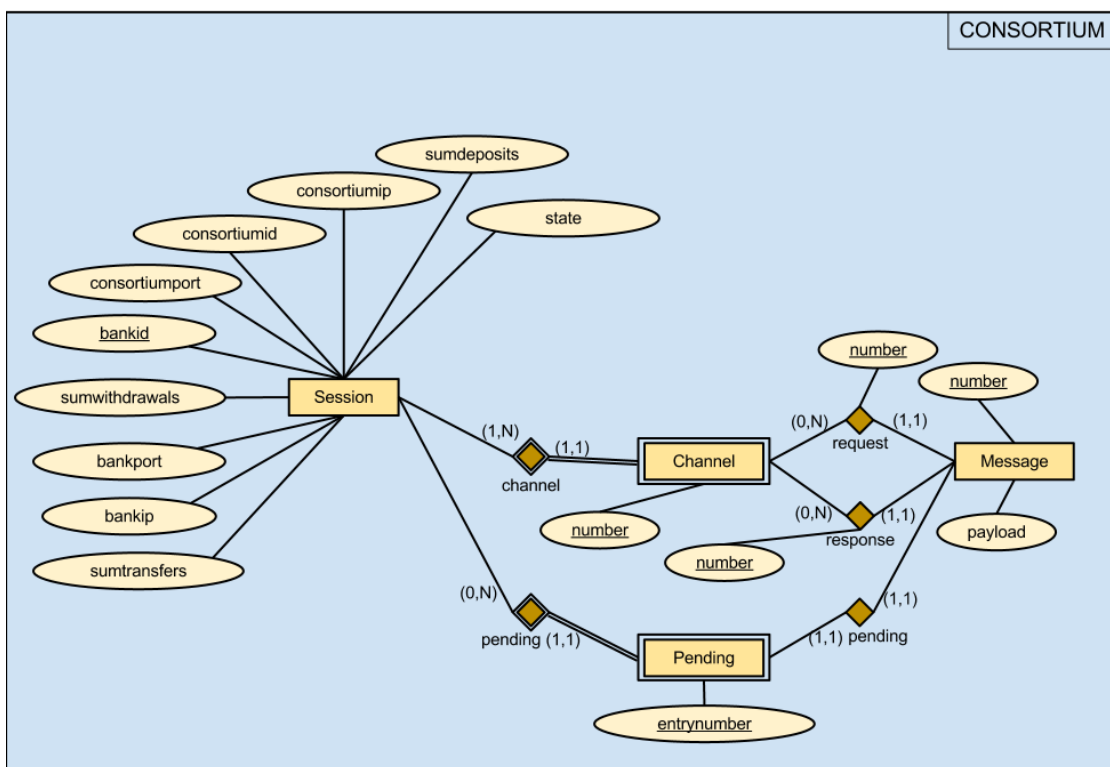 CONSORTIUM
sumdeposits
consortiumip
state
consortiumid
consortiumport
bankid
number
number
sumwithdrawals
Session
(1,N)
(1,1)
channel
Channel
(0,N)
(1,1)
request
Message
bankport
bankip
number
(0,N)
(1,1)
response
number
payload
sumtransfers
(0,N)
pending (1,1)
Pending
(1,1)
(1,1) pending
entrynumber